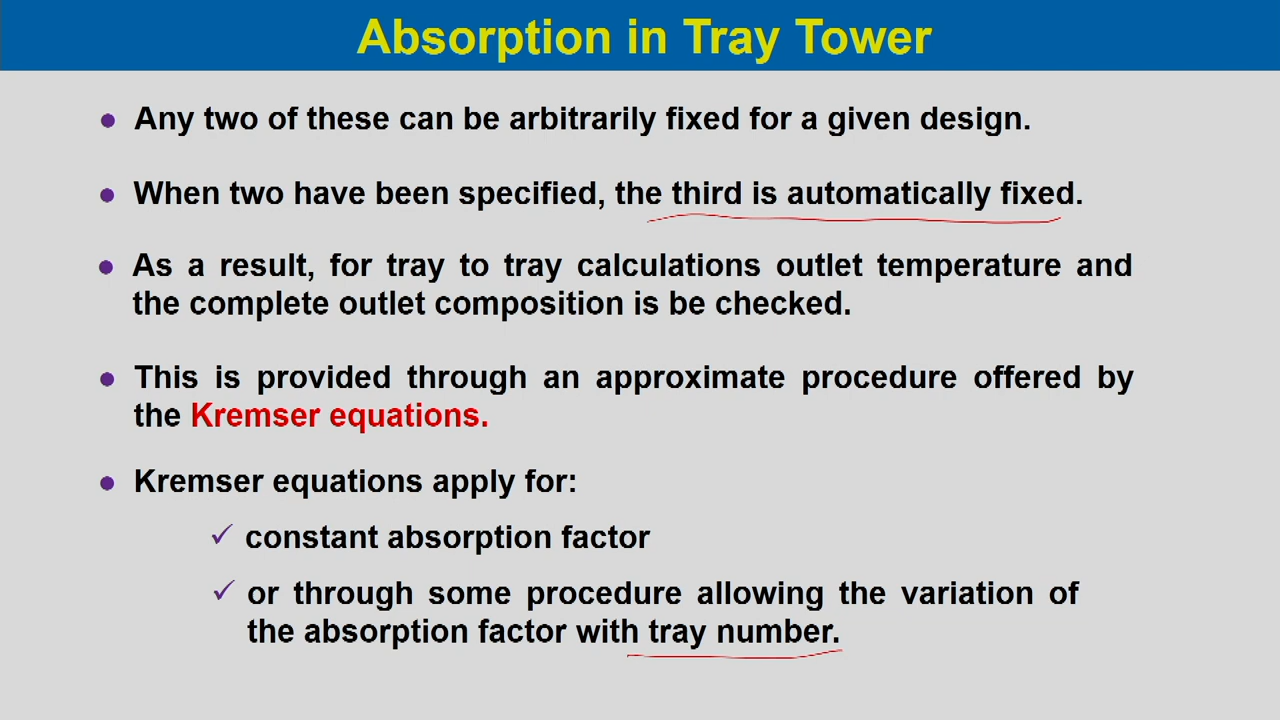 Absorption in Tray Tower
Any two of these can be arbitrarily fixed for a given design.
When two have been specified, the third is automatically fixed.
As a result, for tray to tray calculations outlet temperature and
the complete outlet composition is be checked.
This is provided through an approximate procedure offered by
the Kremser equations.
Kremser equations apply for:
constant absorption factor
or through some procedure allowing the variation of
the absorption factor with tray number.